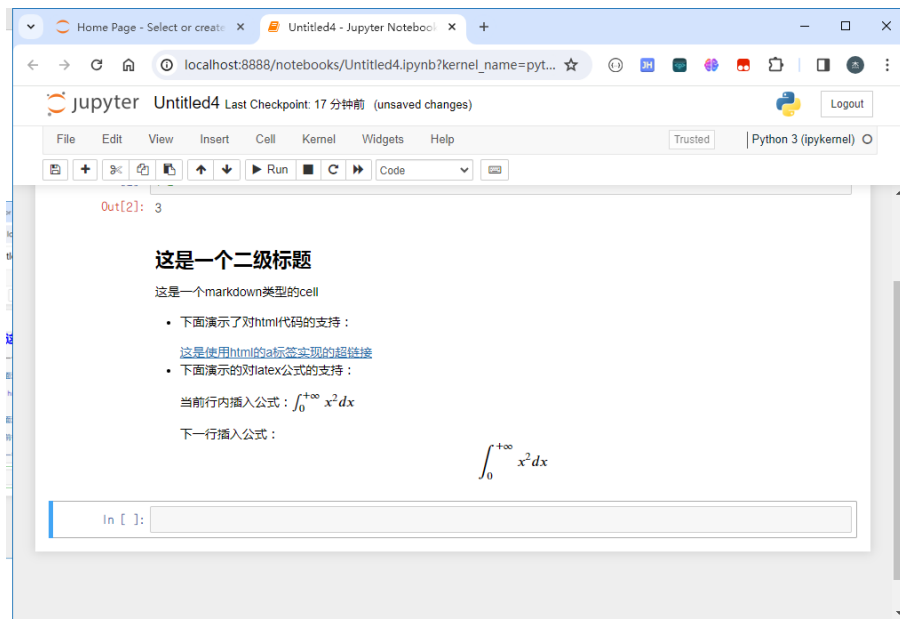 Home Page - Select or create
Untitled4 - Jupyter Notebook
localhost:8888/notebooks/Untitled4.ipynb?kernel_name=pyt...
JH
杰
jupyter Untitled4 Last Checkpoint: 17 分钟前 (unsaved changes)
Logout
File Edit View Insert Cell Kernel Widgets Help
Trusted
Python 3 (ipykernel)
Run
Code
Out[2]: 3
这是一个二级标题
这是一个markdown类型的cell
下面演示了对html代码的支持：
这是使用html的a标签实现的超链接
下面演示的对latex公式的支持：
当前行内插入公式：∫₀⁺∞ x²dx
下一行插入公式：
∫₀⁺∞ x²dx
In [ ]: